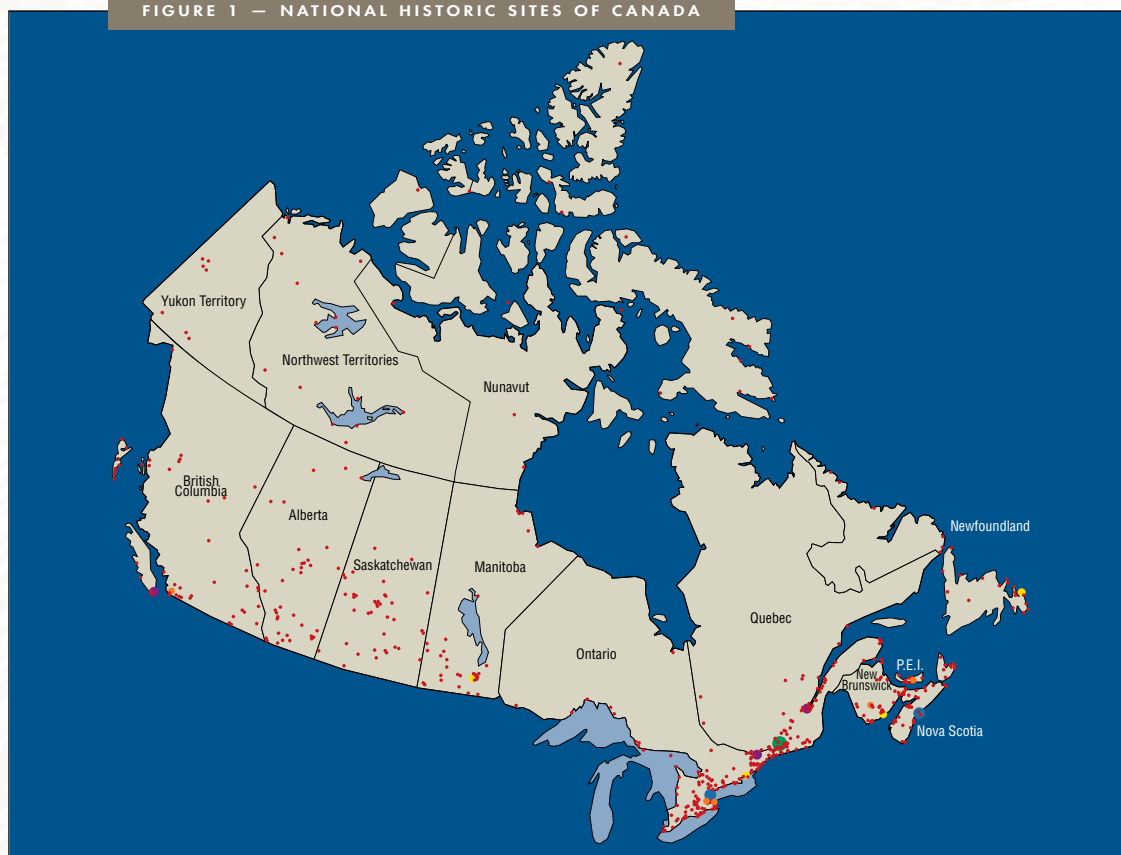 FIGURE 1 — NATIONAL HISTORIC SITES OF CANADA
Yukon Territory
Northwest Territories
Nunavut
British
Columbia
Alberta
Saskatchewan
Manitoba
Ontario
Quebec
Newfoundland
P.E.I.
New
Brunswick
Nova Scotia